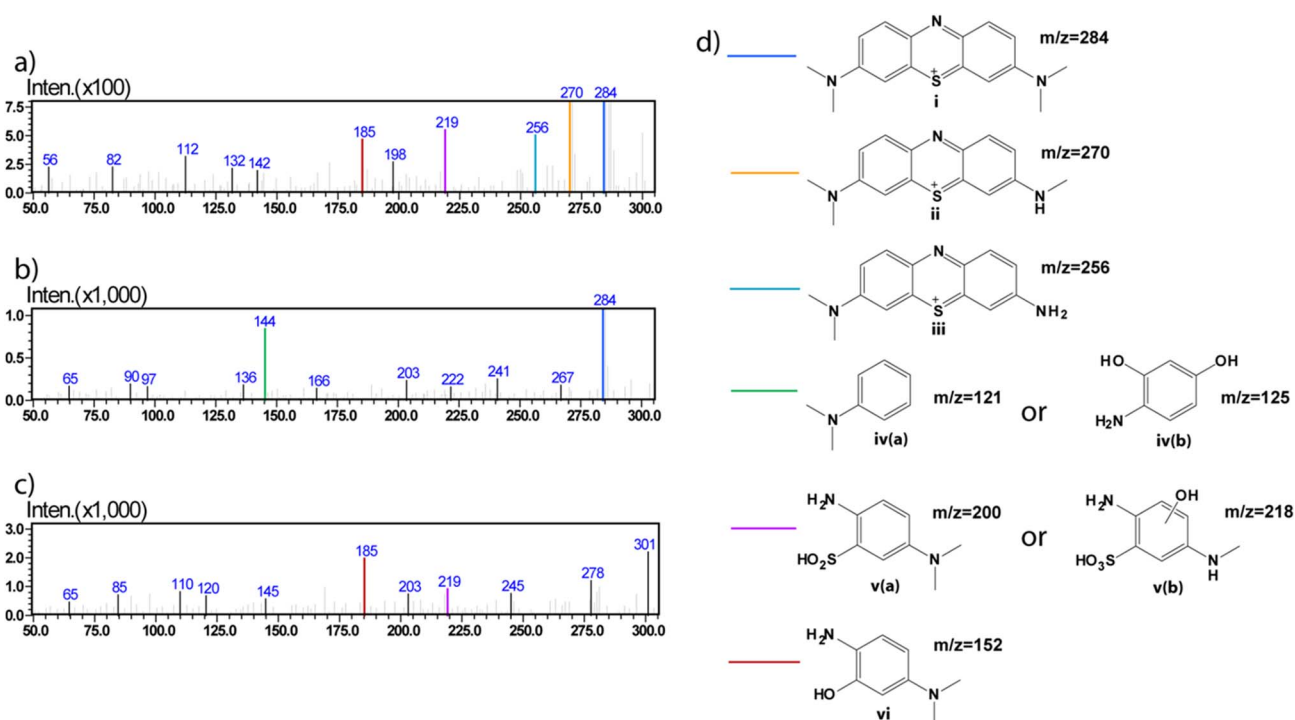 a)
Inten.(x100)
7.5
5.0
2.5
0.0
56 82 112 132 142 185 198 219 256 270 284
50.0 75.0 100.0 125.0 150.0 175.0 200.0 225.0 250.0 275.0 300.0
b)
Inten.(x1,000)
1.0
0.5
0.0
65 90 97 136 144 166 203 222 241 267 284
50.0 75.0 100.0 125.0 150.0 175.0 200.0 225.0 250.0 275.0 300.0
c)
Inten.(x1,000)
3.0
2.0
1.0
0.0
65 85 110 120 145 185 203 219 245 278 301
50.0 75.0 100.0 125.0 150.0 175.0 200.0 225.0 250.0 275.0 300.0
d)
N
m/z=284
N S+ N
i
N
m/z=270
N S+ N
H
ii
N
m/z=256
N S+ NH2
iii
HO OH
m/z=121 or m/z=125
N H2N
iv(a) iv(b)
H2N H2N OH
m/z=200 or m/z=218
HO2S N HO3S N
H
v(a) v(b)
H2N
m/z=152
HO N
vi